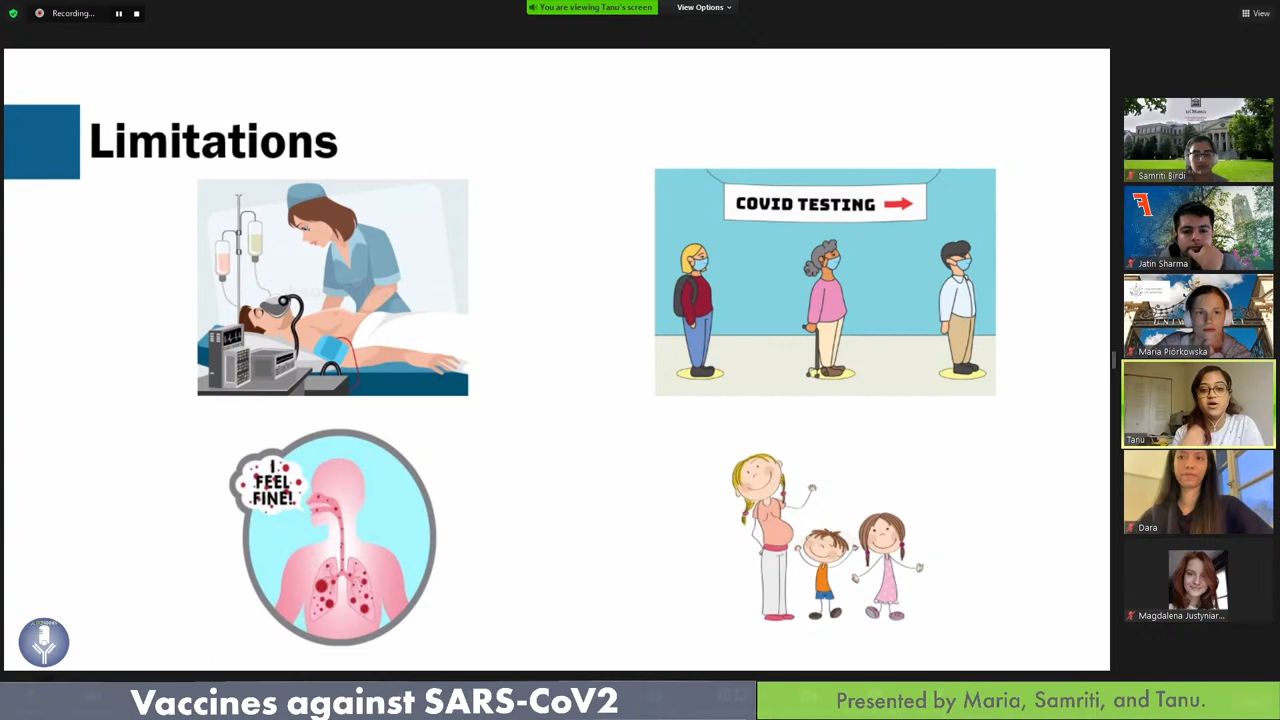 Recording...
You are viewing Tanu's screen
View Options
View
Limitations
COVID TESTING
I
FEEL
FINE!
Samriti Birdi
Jatin Sharma
Maria Piórkowska
Tanu
Dara
Magdalena Justyniar...
Vaccines against SARS-CoV2
Presented by Maria, Samriti, and Tanu.